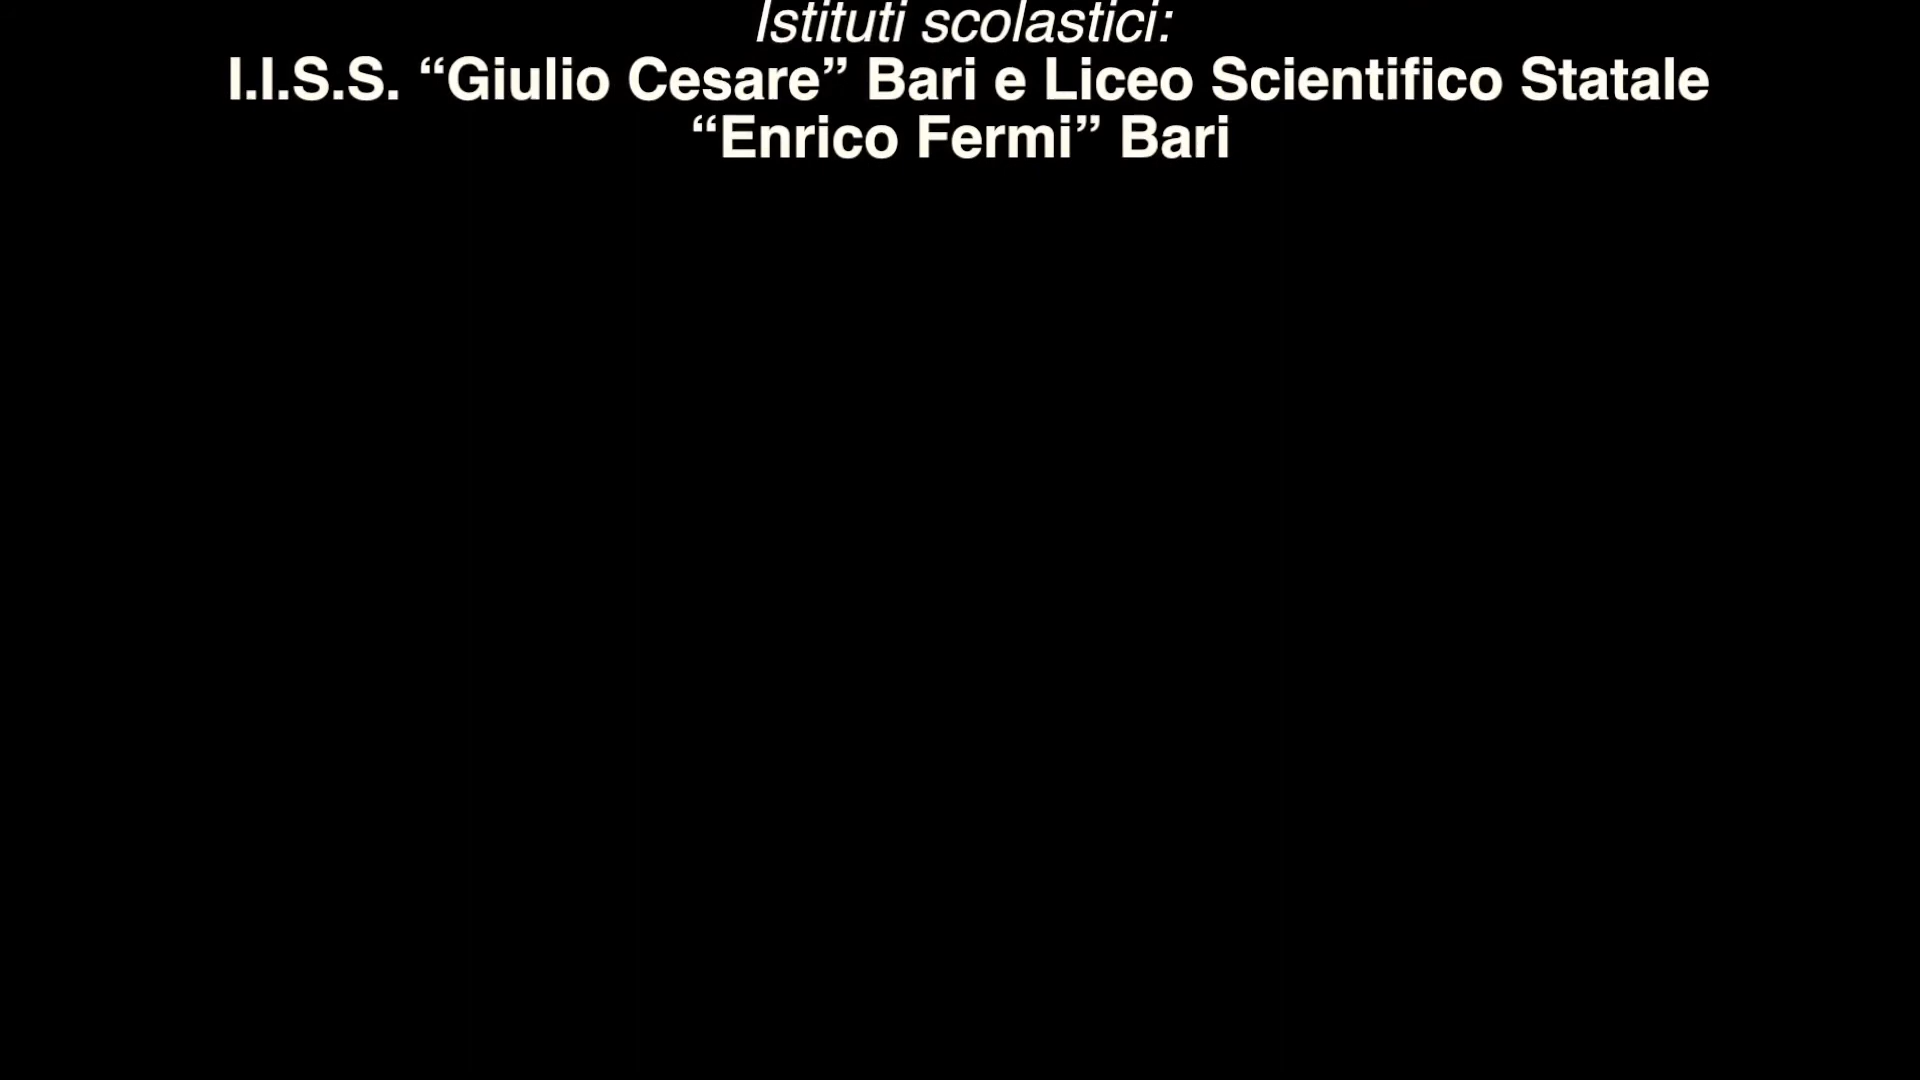 Istituti scolastici:
I.I.S.S. “Giulio Cesare” Bari e Liceo Scientifico Statale
“Enrico Fermi” Bari